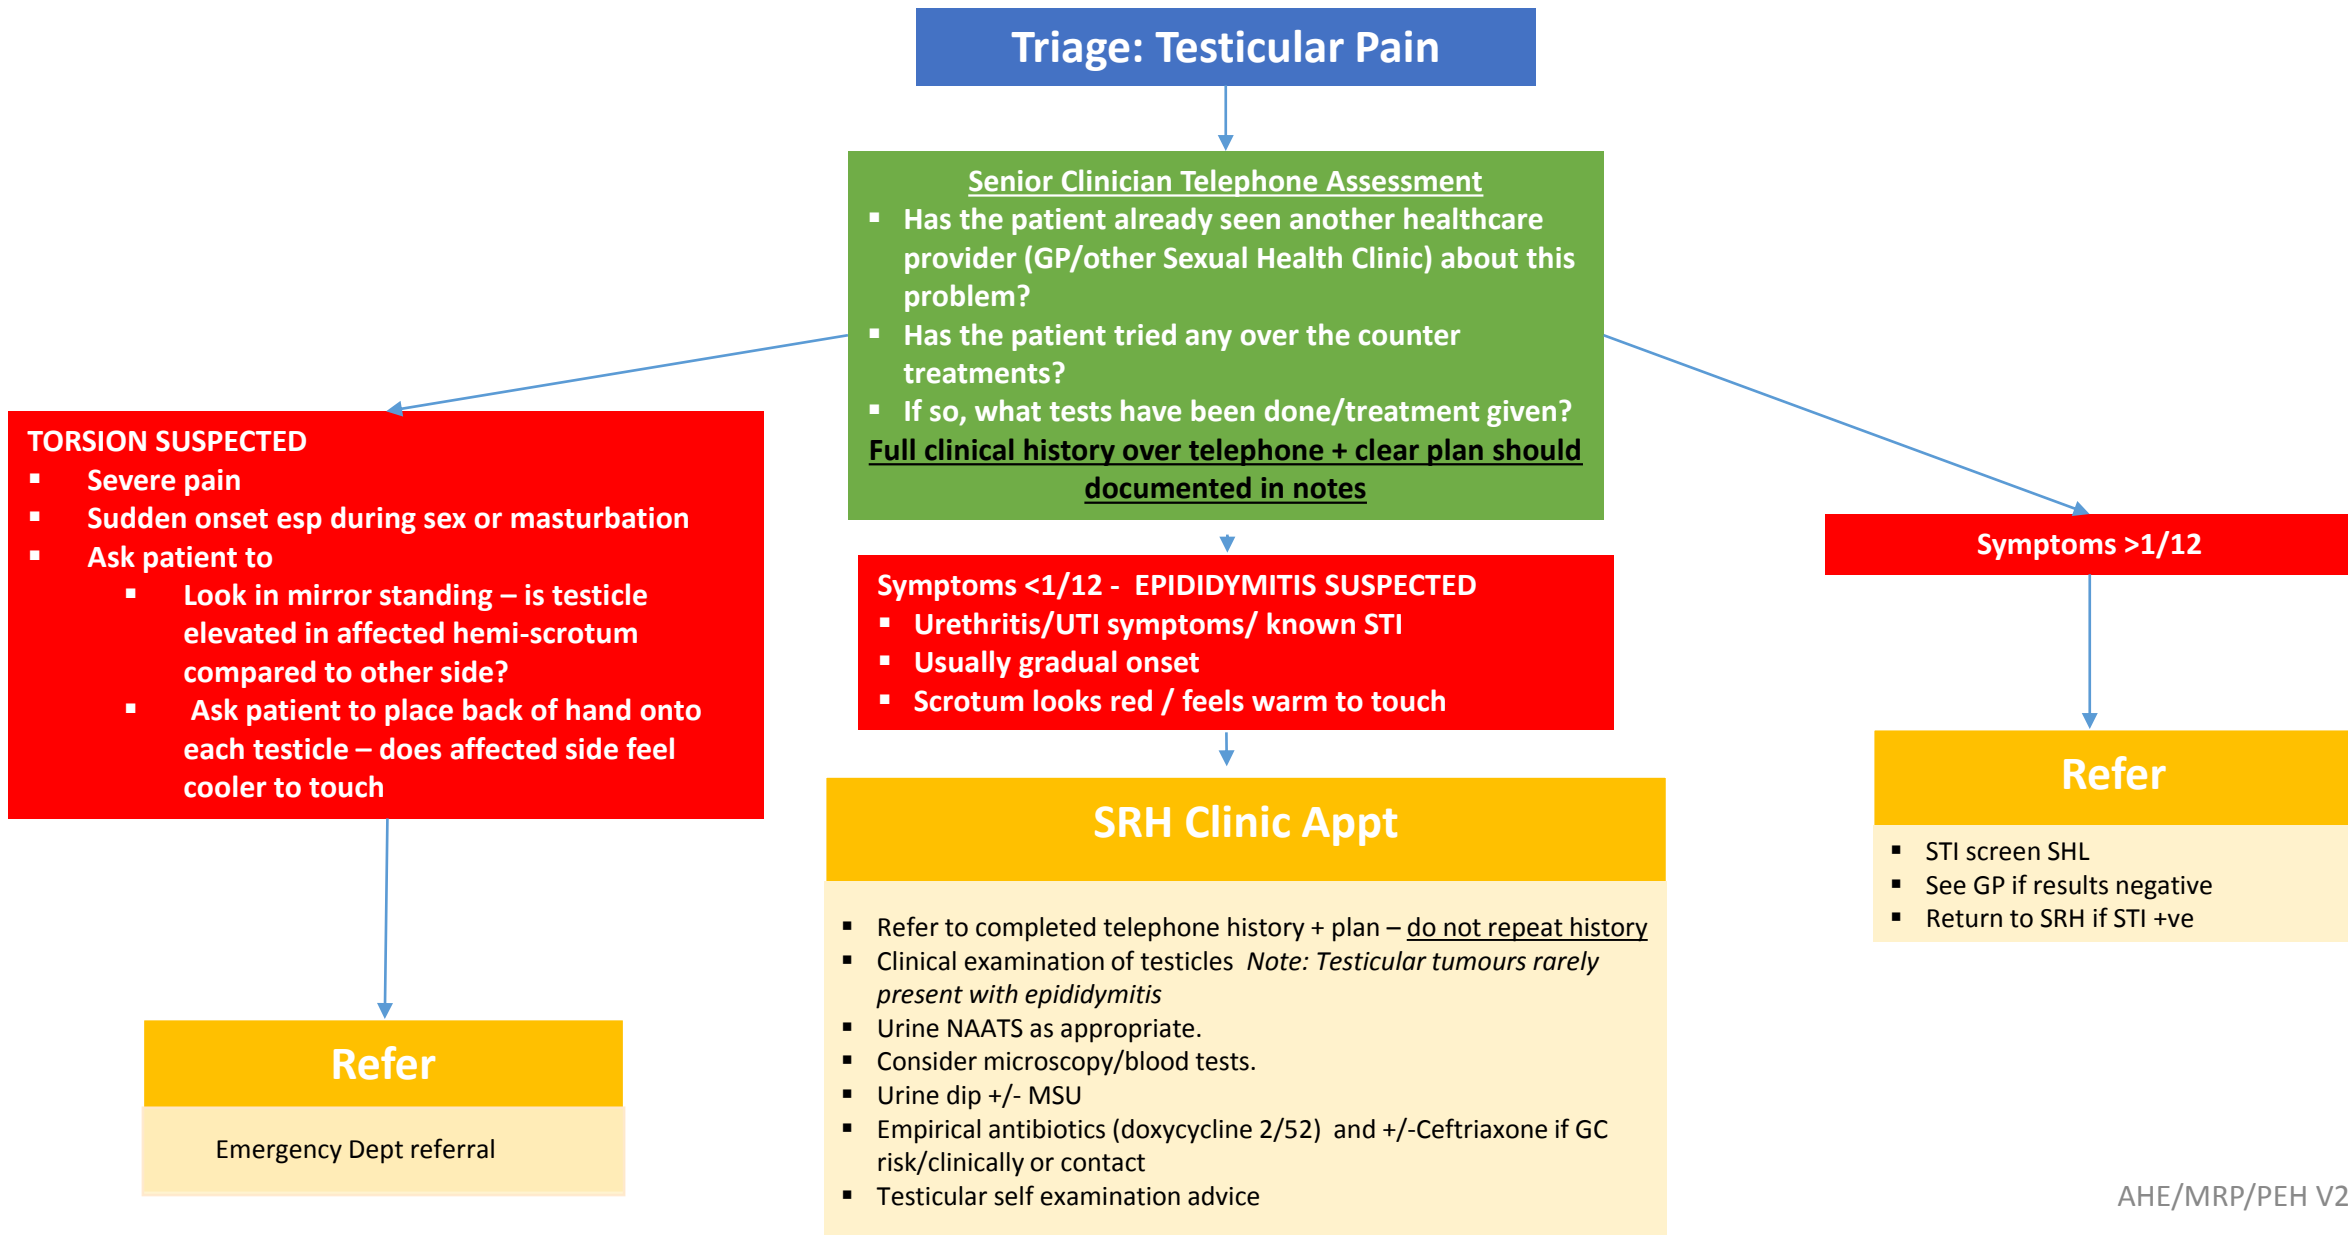 Triage: Testicular Pain
Senior Clinician Telephone Assessment
▪ Has the patient already seen another healthcare
provider (GP/other Sexual Health Clinic) about this
problem?
▪ Has the patient tried any over the counter
treatments?
▪ If so, what tests have been done/treatment given?
Full clinical history over telephone + clear plan should
documented in notes
TORSION SUSPECTED
▪ Severe pain
▪ Sudden onset esp during sex or masturbation
▪ Ask patient to
▪ Look in mirror standing – is testicle
elevated in affected hemi-scrotum
compared to other side?
▪ Ask patient to place back of hand onto
each testicle – does affected side feel
cooler to touch
Refer
Emergency Dept referral
Symptoms <1/12 - EPIDIDYMITIS SUSPECTED
▪ Urethritis/UTI symptoms/ known STI
▪ Usually gradual onset
▪ Scrotum looks red / feels warm to touch
SRH Clinic Appt
▪ Refer to completed telephone history + plan – do not repeat history
▪ Clinical examination of testicles Note: Testicular tumours rarely
present with epididymitis
▪ Urine NAATS as appropriate.
▪ Consider microscopy/blood tests.
▪ Urine dip +/- MSU
▪ Empirical antibiotics (doxycycline 2/52) and +/-Ceftriaxone if GC
risk/clinically or contact
▪ Testicular self examination advice
Symptoms >1/12
Refer
▪ STI screen SHL
▪ See GP if results negative
▪ Return to SRH if STI +ve
AHE/MRP/PEH V2